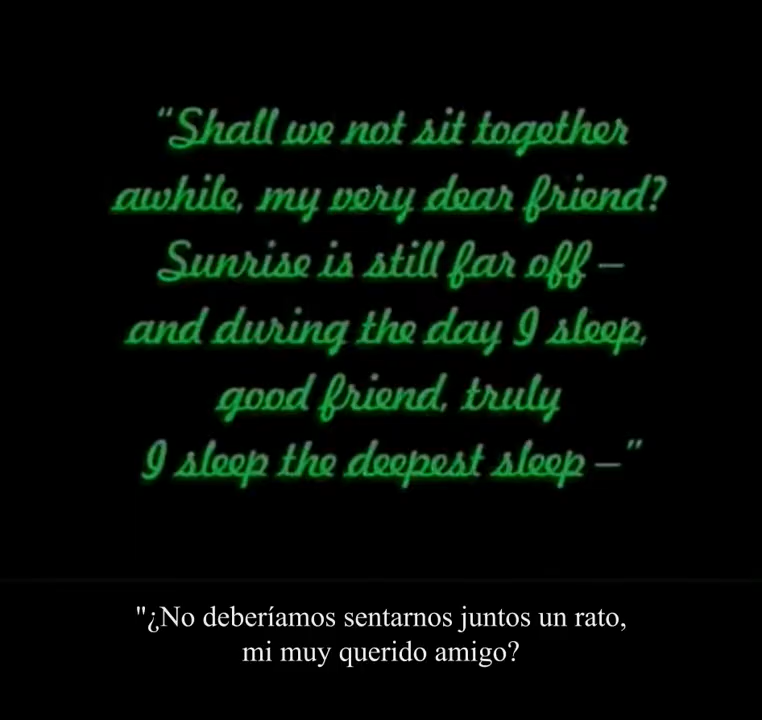 “Shall we not sit together
awhile, my very dear friend?
Sunrise is still far off –
and during the day I sleep,
good friend, truly
I sleep the deepest sleep –”
"¿No deberíamos sentarnos juntos un rato,
mi muy querido amigo?